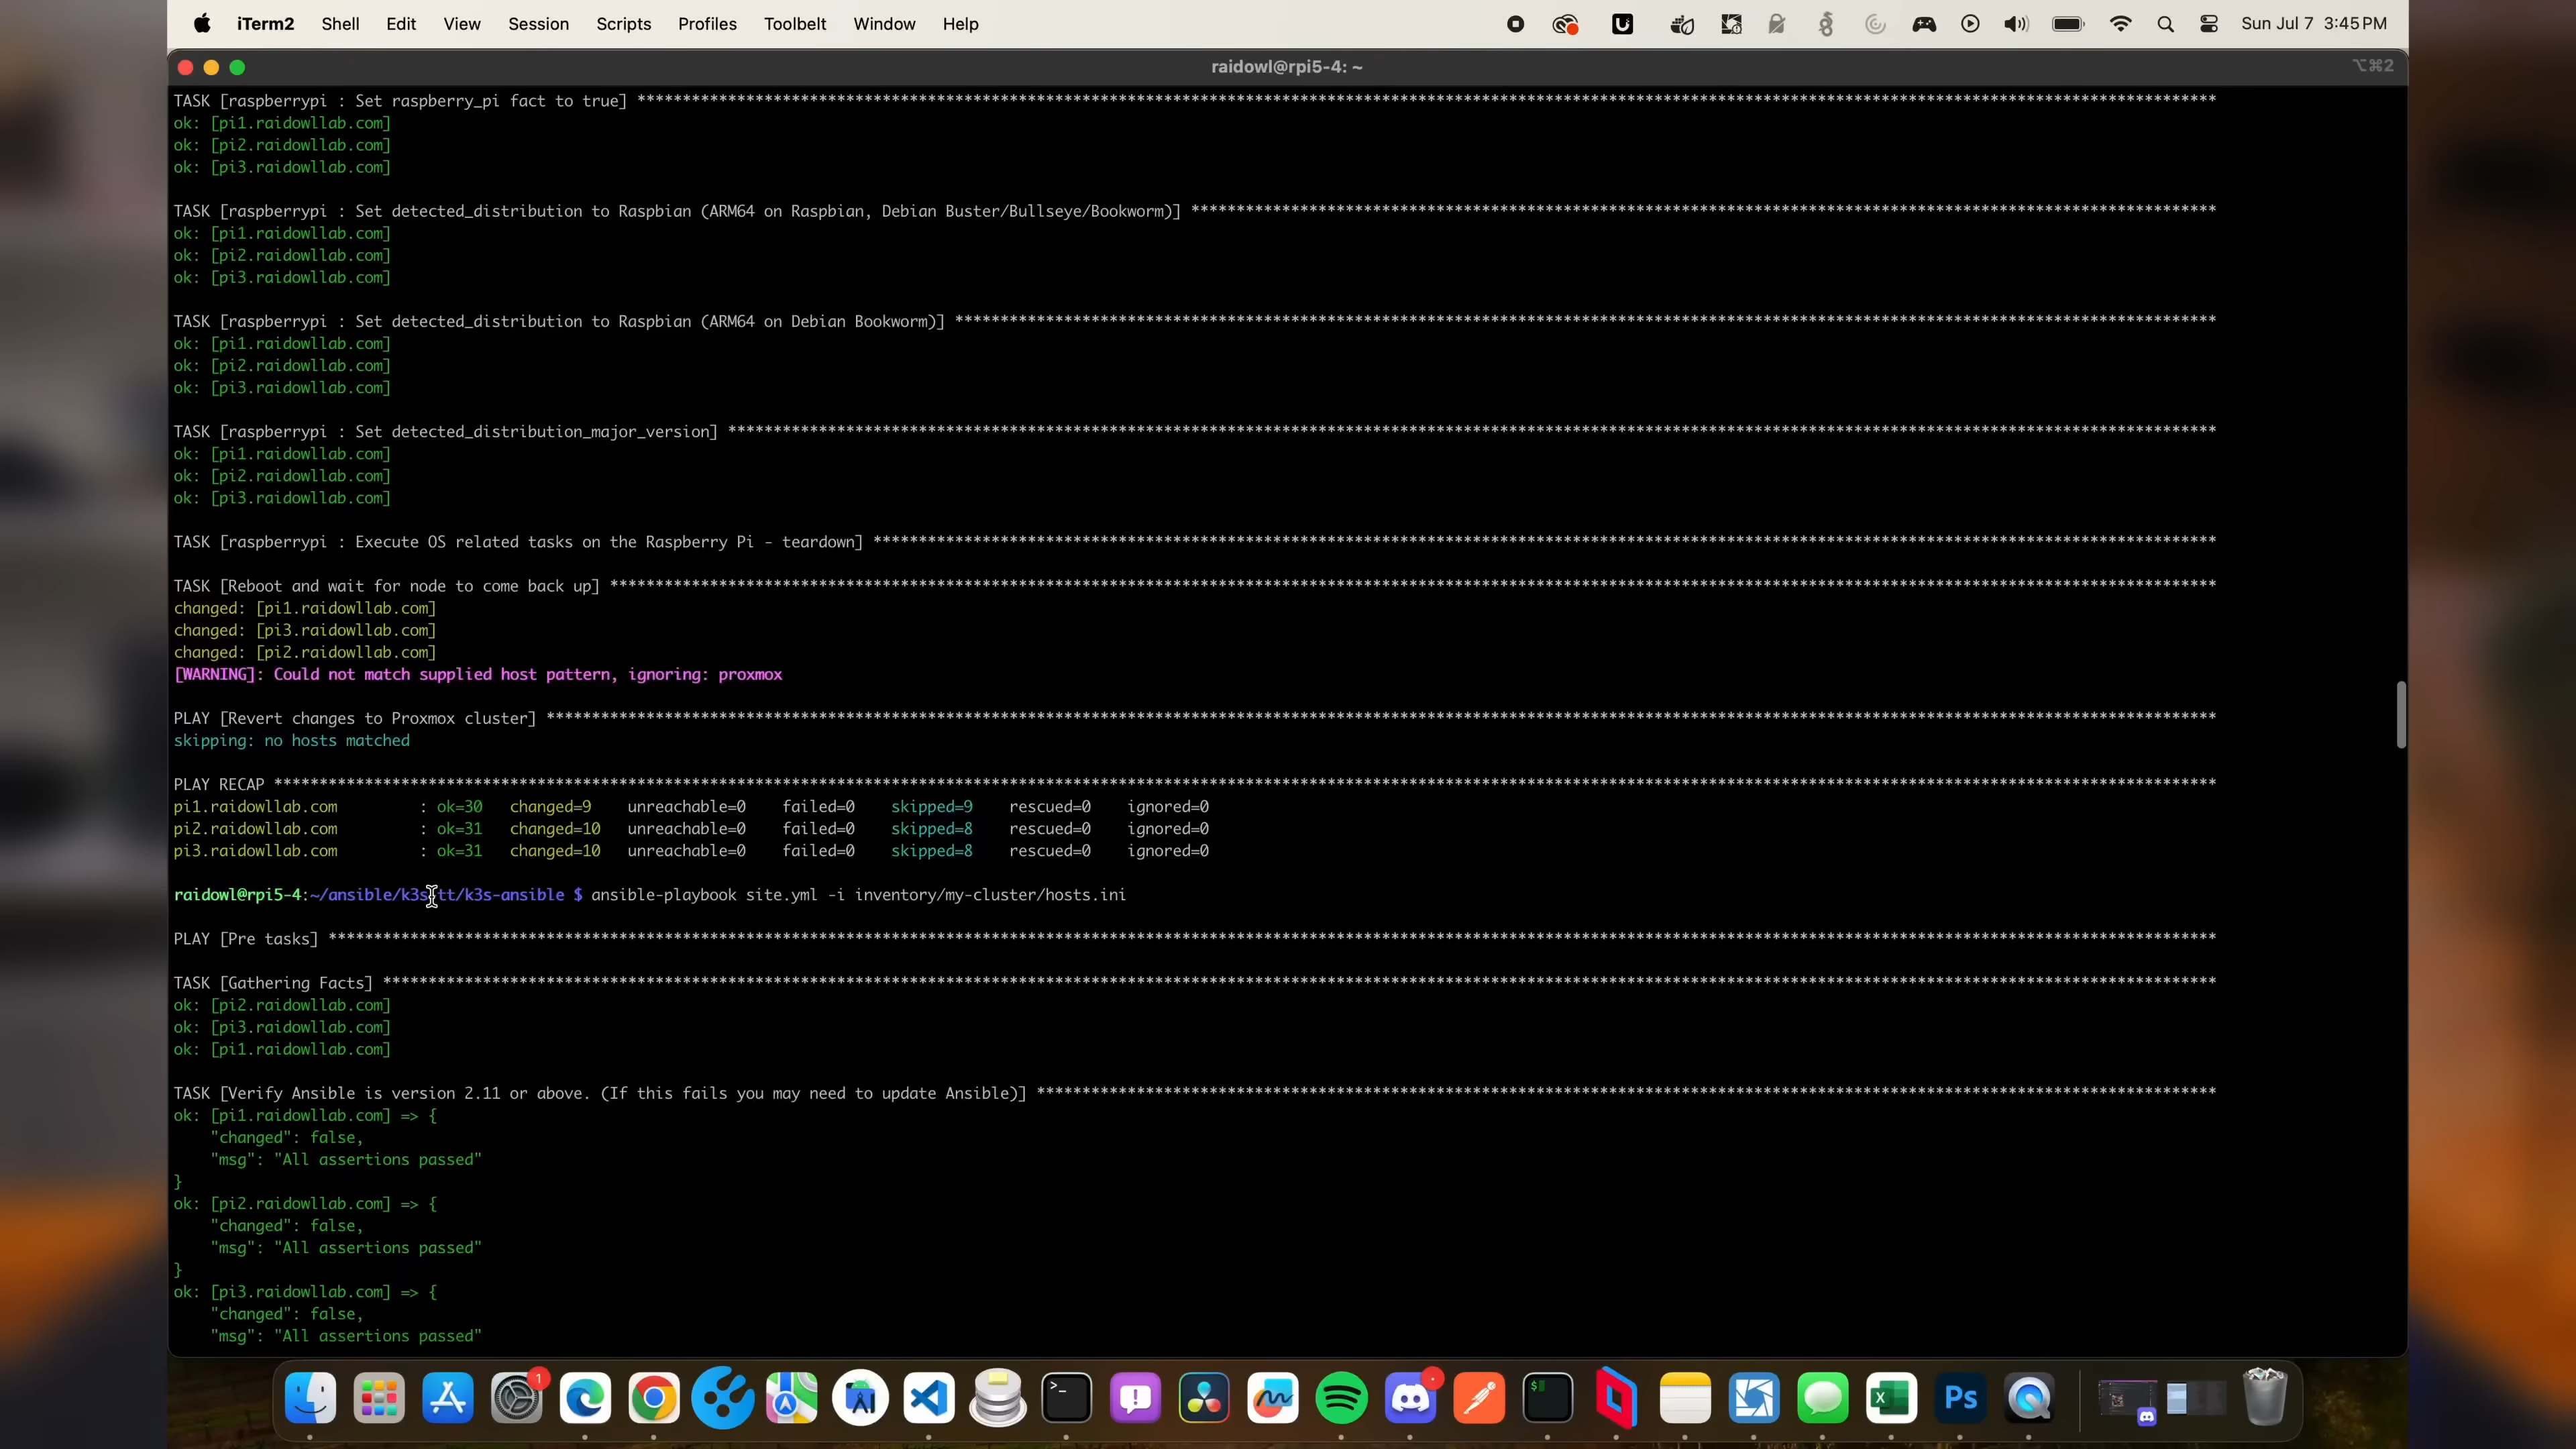 iTerm2 Shell Edit View Session Scripts Profiles Toolbelt Window Help Sun Jul 7 3:45 PM
raidowl@rpi5-4: ~ ⌥⌘2
TASK [raspberrypi : Set raspberry_pi fact to true] ****************************************************************************************************************************************************************************
ok: [pi1.raidowllab.com]
ok: [pi2.raidowllab.com]
ok: [pi3.raidowllab.com]
TASK [raspberrypi : Set detected_distribution to Raspbian (ARM64 on Raspbian, Debian Buster/Bullseye/Bookworm)] *****************************************************************************************************************
ok: [pi1.raidowllab.com]
ok: [pi2.raidowllab.com]
ok: [pi3.raidowllab.com]
TASK [raspberrypi : Set detected_distribution to Raspbian (ARM64 on Debian Bookworm)] *******************************************************************************************************************************************
ok: [pi1.raidowllab.com]
ok: [pi2.raidowllab.com]
ok: [pi3.raidowllab.com]
TASK [raspberrypi : Set detected_distribution_major_version] ********************************************************************************************************************************************************************
ok: [pi1.raidowllab.com]
ok: [pi2.raidowllab.com]
ok: [pi3.raidowllab.com]
TASK [raspberrypi : Execute OS related tasks on the Raspberry Pi - teardown] ****************************************************************************************************************************************************
TASK [Reboot and wait for node to come back up] *********************************************************************************************************************************************************************************
changed: [pi1.raidowllab.com]
changed: [pi3.raidowllab.com]
changed: [pi2.raidowllab.com]
[WARNING]: Could not match supplied host pattern, ignoring: proxmox
PLAY [Revert changes to Proxmox cluster] ****************************************************************************************************************************************************************************************
skipping: no hosts matched
PLAY RECAP **********************************************************************************************************************************************************************************************************************
pi1.raidowllab.com : ok=30 changed=9 unreachable=0 failed=0 skipped=9 rescued=0 ignored=0
pi2.raidowllab.com : ok=31 changed=10 unreachable=0 failed=0 skipped=8 rescued=0 ignored=0
pi3.raidowllab.com : ok=31 changed=10 unreachable=0 failed=0 skipped=8 rescued=0 ignored=0
raidowl@rpi5-4:~/ansible/k3s-tt/k3s-ansible $ ansible-playbook site.yml -i inventory/my-cluster/hosts.ini
PLAY [Pre tasks] ****************************************************************************************************************************************************************************************************************
TASK [Gathering Facts] **********************************************************************************************************************************************************************************************************
ok: [pi2.raidowllab.com]
ok: [pi3.raidowllab.com]
ok: [pi1.raidowllab.com]
TASK [Verify Ansible is version 2.11 or above. (If this fails you may need to update Ansible)] **********************************************************************************************************************************
ok: [pi1.raidowllab.com] => {
"changed": false,
"msg": "All assertions passed"
}
ok: [pi2.raidowllab.com] => {
"changed": false,
"msg": "All assertions passed"
}
ok: [pi3.raidowllab.com] => {
"changed": false,
"msg": "All assertions passed"
1
Ps